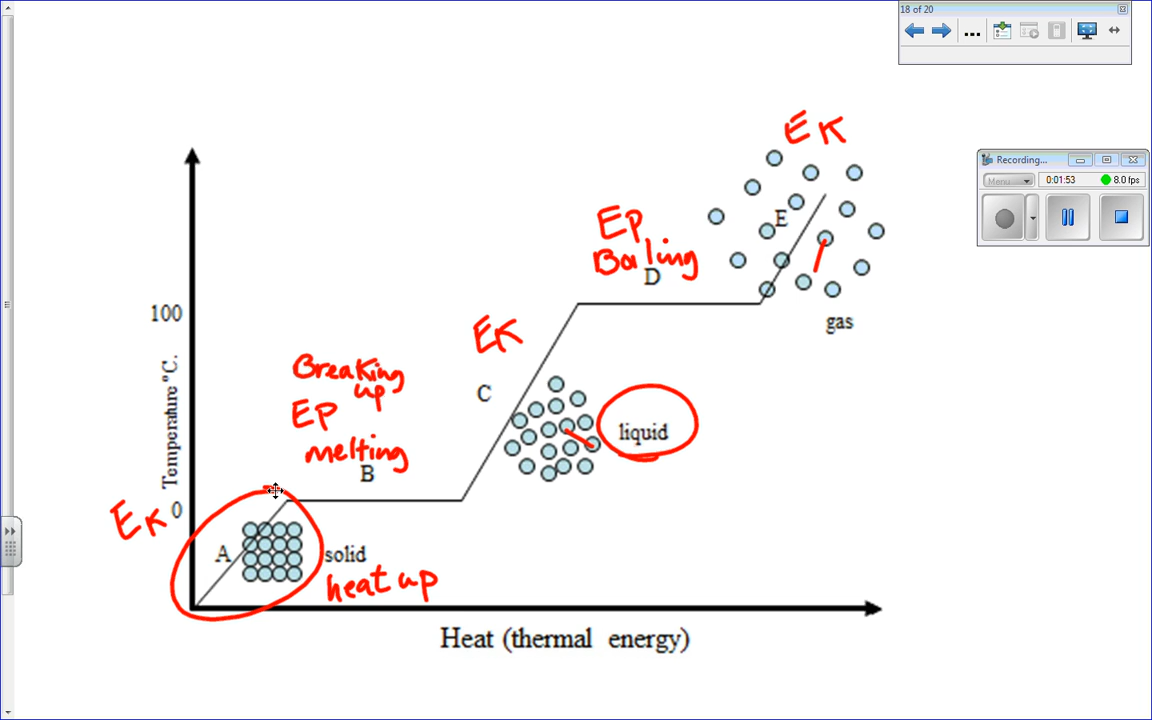 18 of 20
Recording...
Menu
0:01:53
8.0 fps
EK
E
gas
Ep
Boiling
D
100
Temperature °C.
0
EK
C
liquid
Breaking
up
Ep
melting
B
EK
A
solid
heat up
Heat (thermal energy)